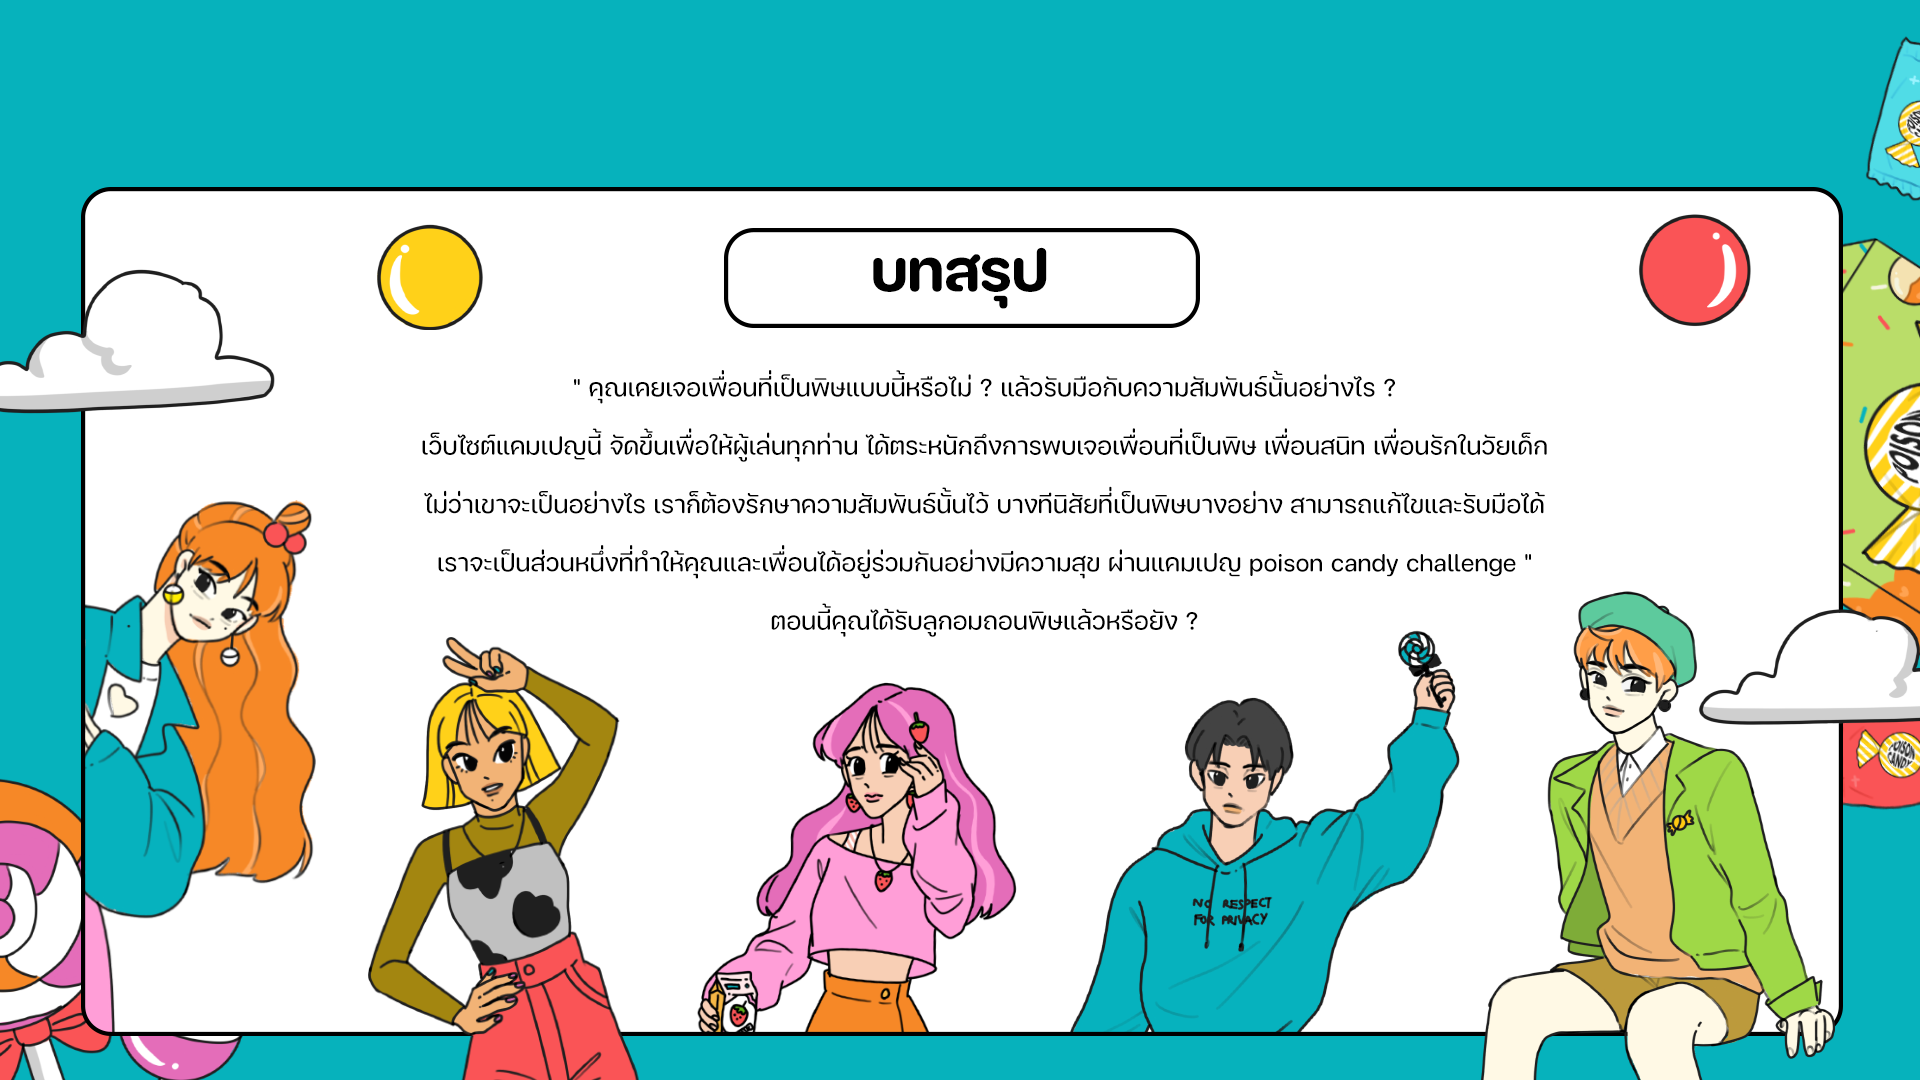 บทสรุป
" คุณเคยเจอเพื่อนที่เป็นพิษแบบนี้หรือไม่ ? แล้วรับมือกับความสัมพันธ์นั้นอย่างไร ?
เว็บไซต์แคมเปญนี้ จัดขึ้นเพื่อให้ผู้เล่นทุกท่าน ได้ตระหนักถึงการพบเจอเพื่อนที่เป็นพิษ เพื่อนสนิท เพื่อนรักในวัยเด็ก
ไม่ว่าเขาจะเป็นอย่างไร เราก็ต้องรักษาความสัมพันธ์นั้นไว้ บางทีนิสัยที่เป็นพิษบางอย่าง สามารถแก้ไขและรับมือได้
เราจะเป็นส่วนหนึ่งที่ทำให้คุณและเพื่อนได้อยู่ร่วมกันอย่างมีความสุข ผ่านแคมเปญ poison candy challenge "
ตอนนี้คุณได้รับลูกอมถอนพิษแล้วหรือยัง ?
NO RESPECT
FOR PRIVACY
POISON
CANDY